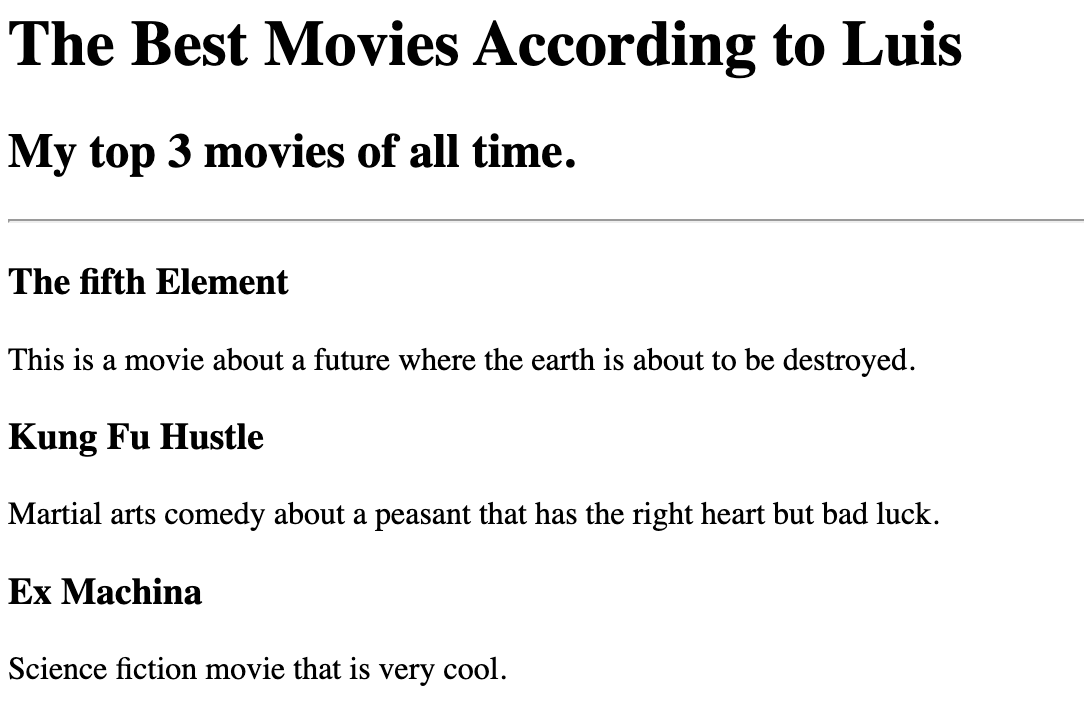 The Best Movies According to Luis
My top 3 movies of all time.
The fifth Element
This is a movie about a future where the earth is about to be destroyed.
Kung Fu Hustle
Martial arts comedy about a peasant that has the right heart but bad luck.
Ex Machina
Science fiction movie that is very cool.